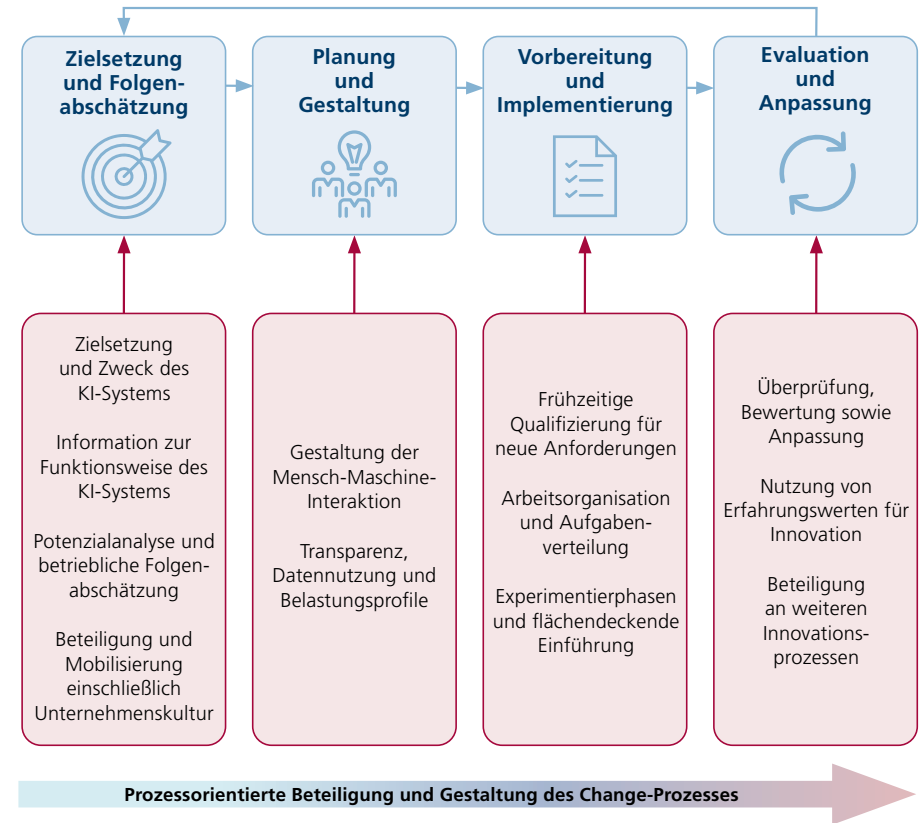 Zielsetzung
und Folgen-
abschätzung
Planung
und
Gestaltung
Vorbereitung
und
Implementierung
Evaluation
und
Anpassung
Zielsetzung
und Zweck des
KI-Systems
Information zur
Funktionsweise des
KI-Systems
Potenzialanalyse und
betriebliche Folgen-
abschätzung
Beteiligung und
Mobilisierung
einschließlich
Unternehmenskultur
Gestaltung der
Mensch-Maschine-
Interaktion
Transparenz,
Datennutzung und
Belastungsprofile
Frühzeitige
Qualifizierung für
neue Anforderungen
Arbeitsorganisation
und Aufgaben-
verteilung
Experimentierphasen
und flächendeckende
Einführung
Überprüfung,
Bewertung sowie
Anpassung
Nutzung von
Erfahrungswerten für
Innovation
Beteiligung
an weiteren
Innovations-
prozessen
Prozessorientierte Beteiligung und Gestaltung des Change-Prozesses